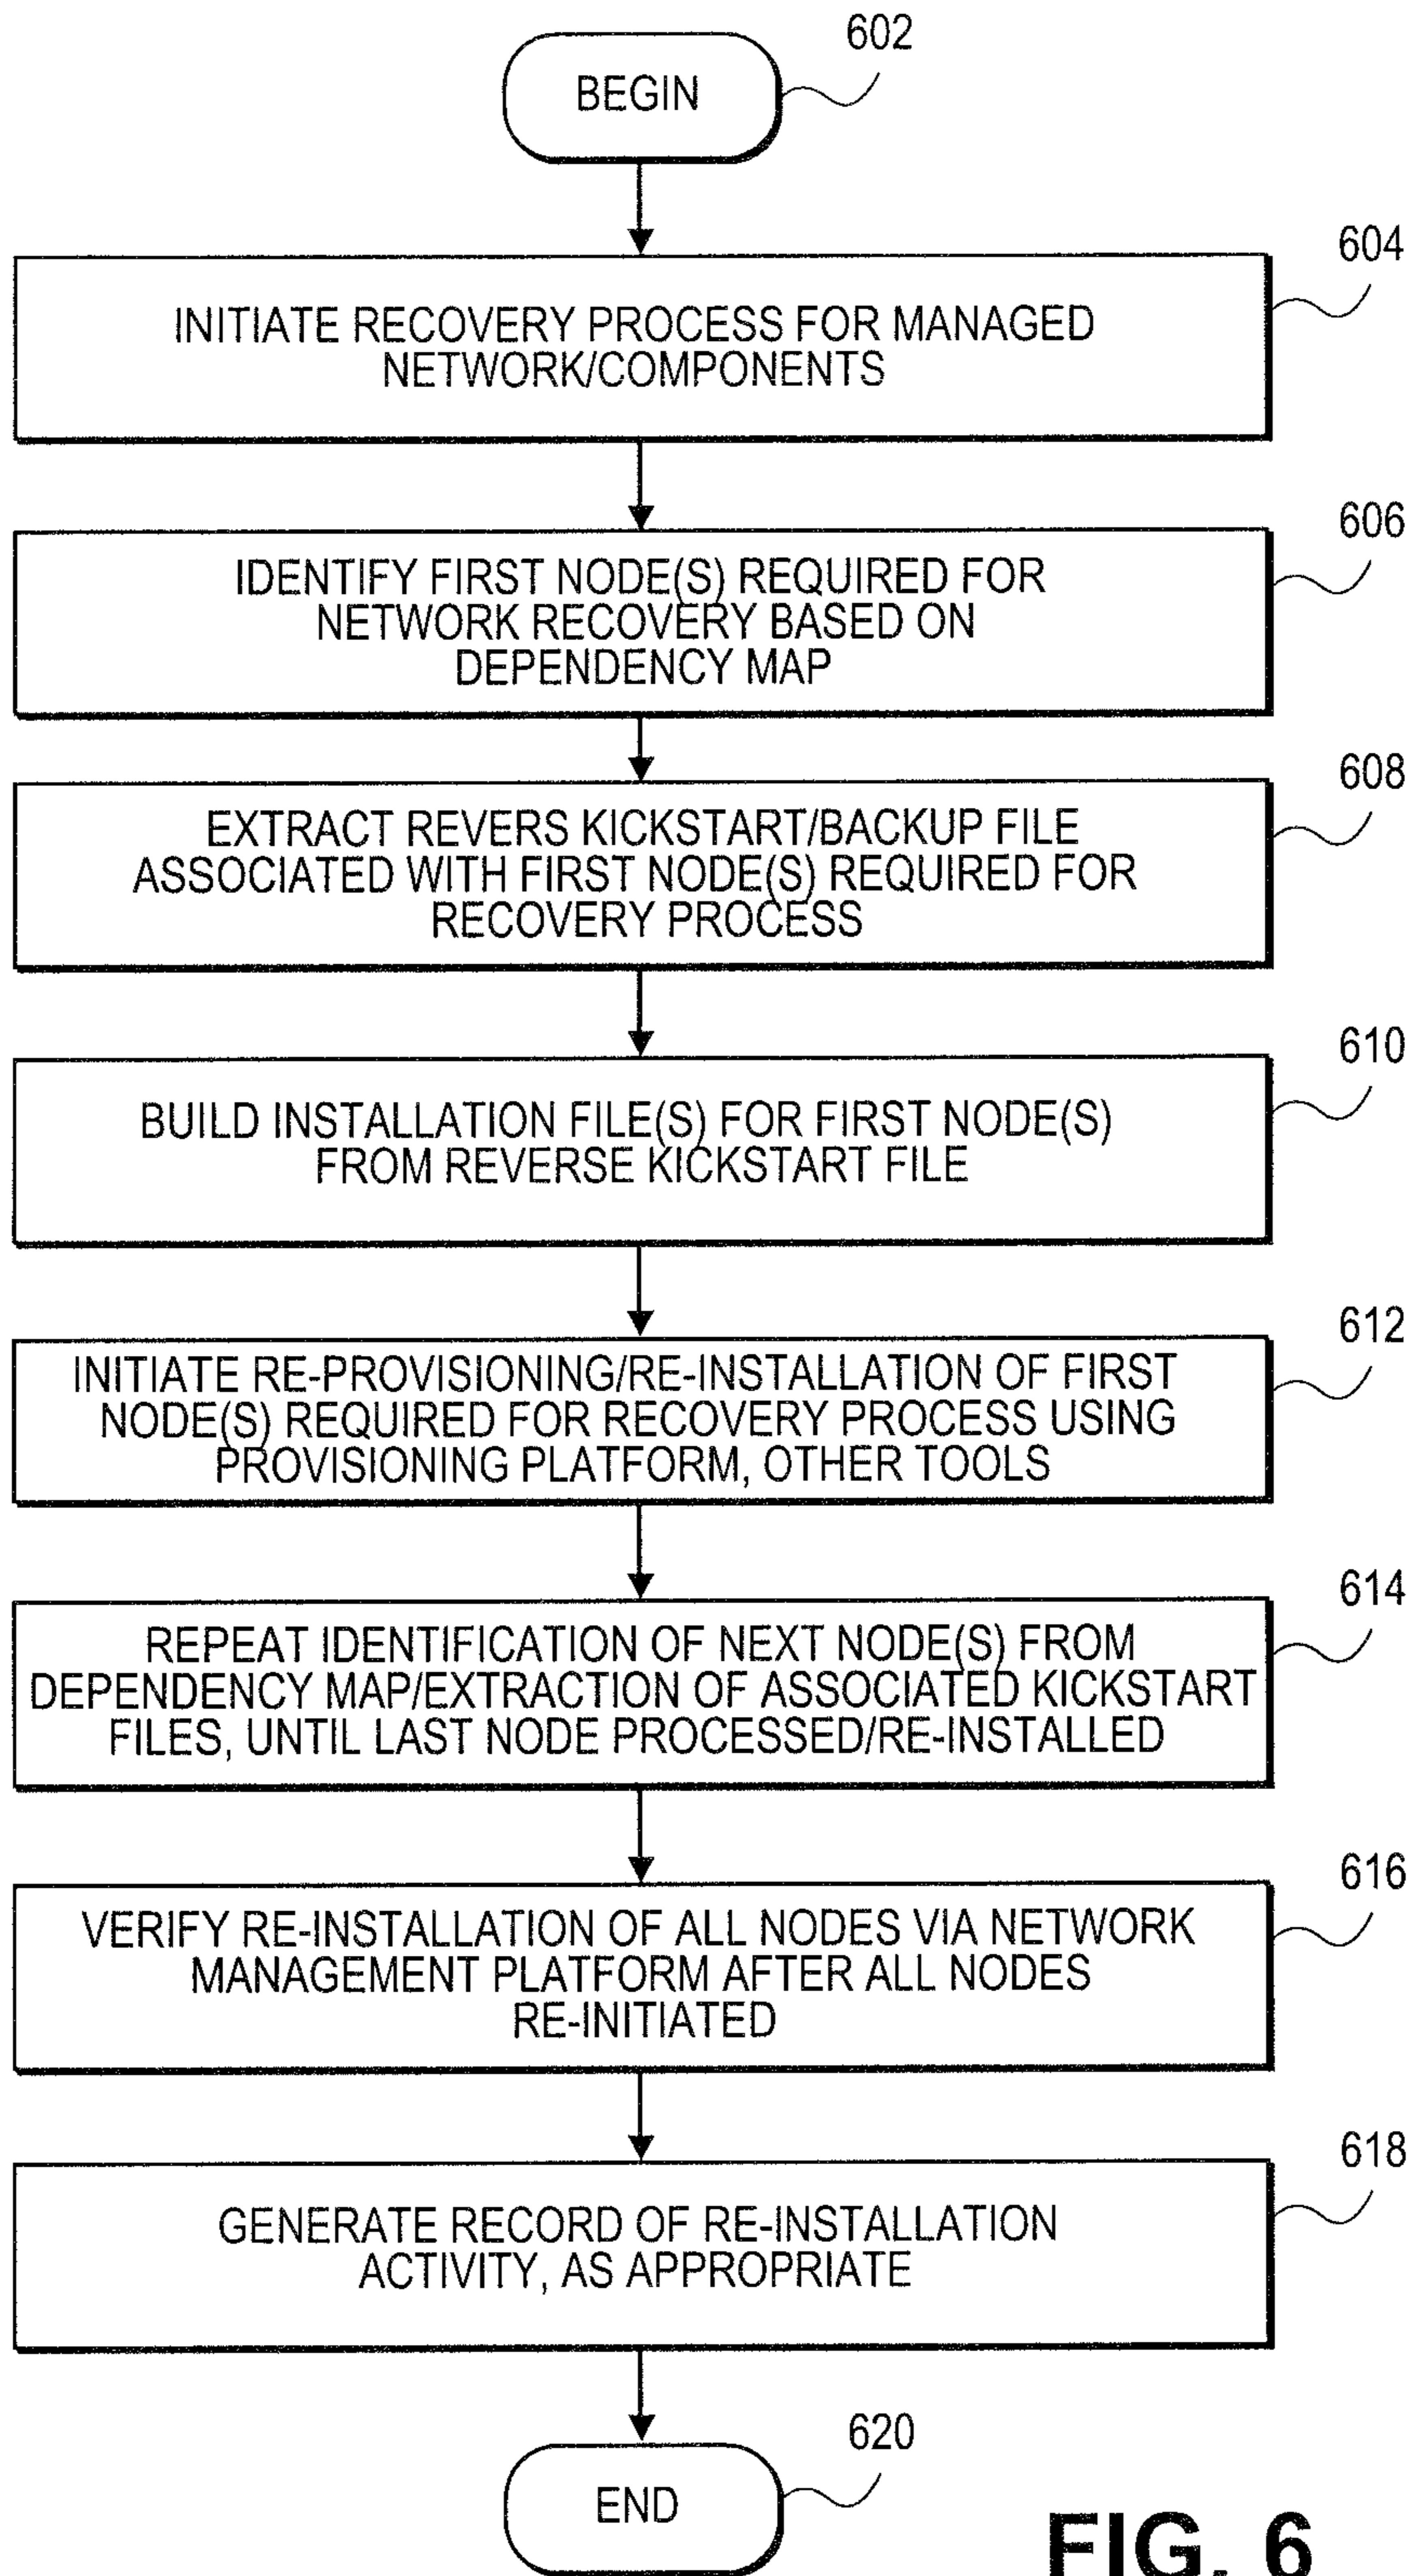 602
BEGIN
604
INITIATE RECOVERY PROCESS FOR MANAGED
NETWORK/COMPONENTS
606
IDENTIFY FIRST NODE(S) REQUIRED FOR
NETWORK RECOVERY BASED ON
DEPENDENCY MAP
608
EXTRACT REVERS KICKSTART/BACKUP FILE
ASSOCIATED WITH FIRST NODE(S) REQUIRED FOR
RECOVERY PROCESS
610
BUILD INSTALLATION FILE(S) FOR FIRST NODE(S)
FROM REVERSE KICKSTART FILE
612
INITIATE RE-PROVISIONING/RE-INSTALLATION OF FIRST
NODE(S) REQUIRED FOR RECOVERY PROCESS USING
PROVISIONING PLATFORM, OTHER TOOLS
614
REPEAT IDENTIFICATION OF NEXT NODE(S) FROM
DEPENDENCY MAP/EXTRACTION OF ASSOCIATED KICKSTART
FILES, UNTIL LAST NODE PROCESSED/RE-INSTALLED
616
VERIFY RE-INSTALLATION OF ALL NODES VIA NETWORK
MANAGEMENT PLATFORM AFTER ALL NODES
RE-INITIATED
618
GENERATE RECORD OF RE-INSTALLATION
ACTIVITY, AS APPROPRIATE
620
END
FIG. 6